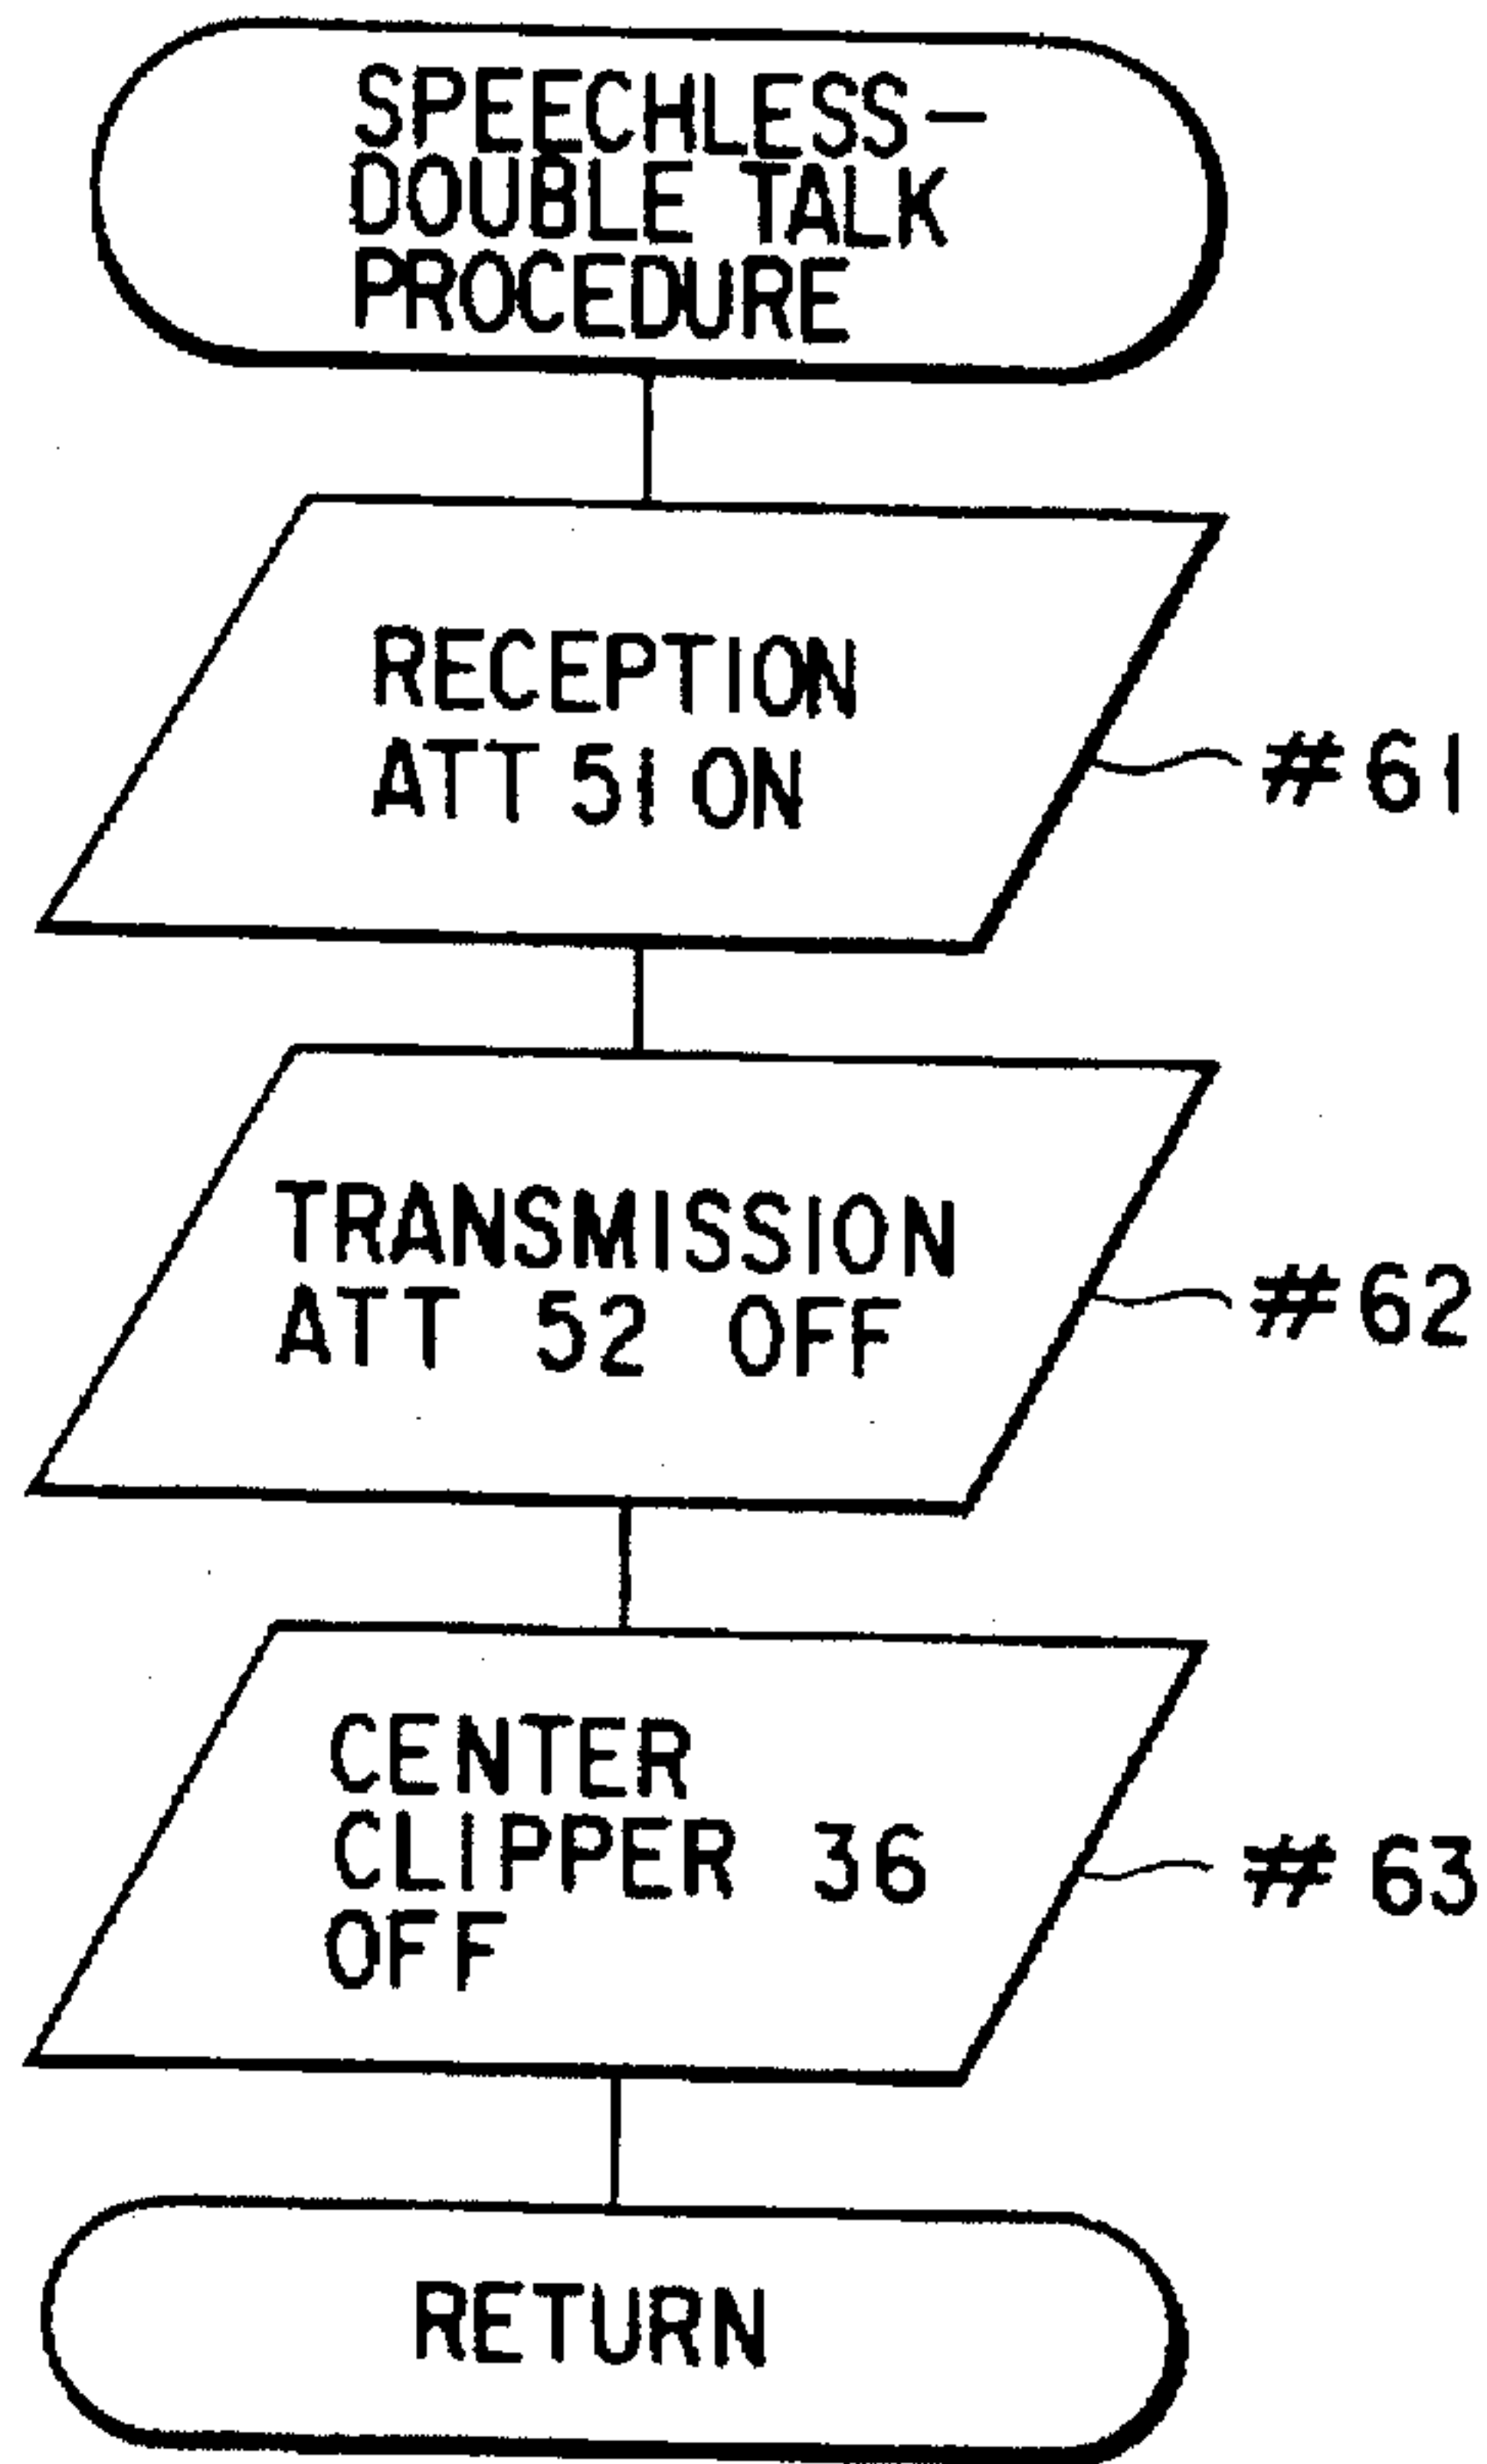 SPEECHLESS-
DOUBLE TALK
PROCEDURE
RECEPTION
ATT 51 ON
#61
TRANSMISSION
ATT 52 OFF
#62
CENTER
CLIPPER 36
OFF
#63
RETURN